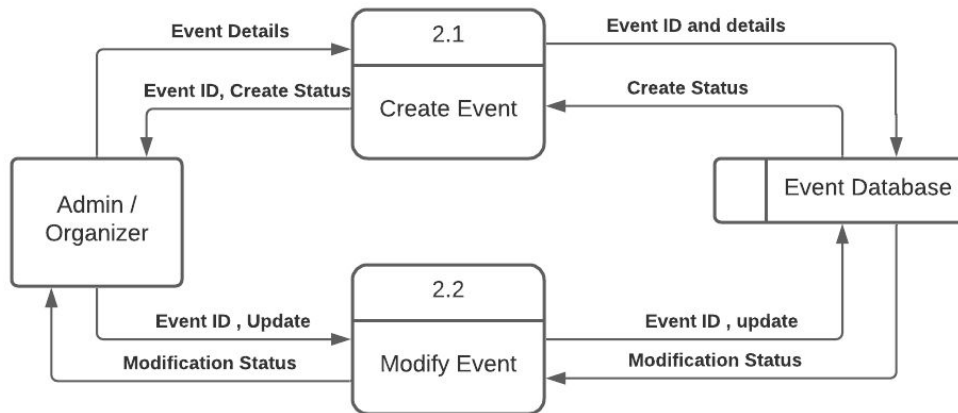 Event Details
2.1
Event ID and details
Event ID, Create Status
Create Event
Create Status
Admin /
Organizer
Event Database
2.2
Event ID , Update
Event ID , update
Modification Status
Modify Event
Modification Status